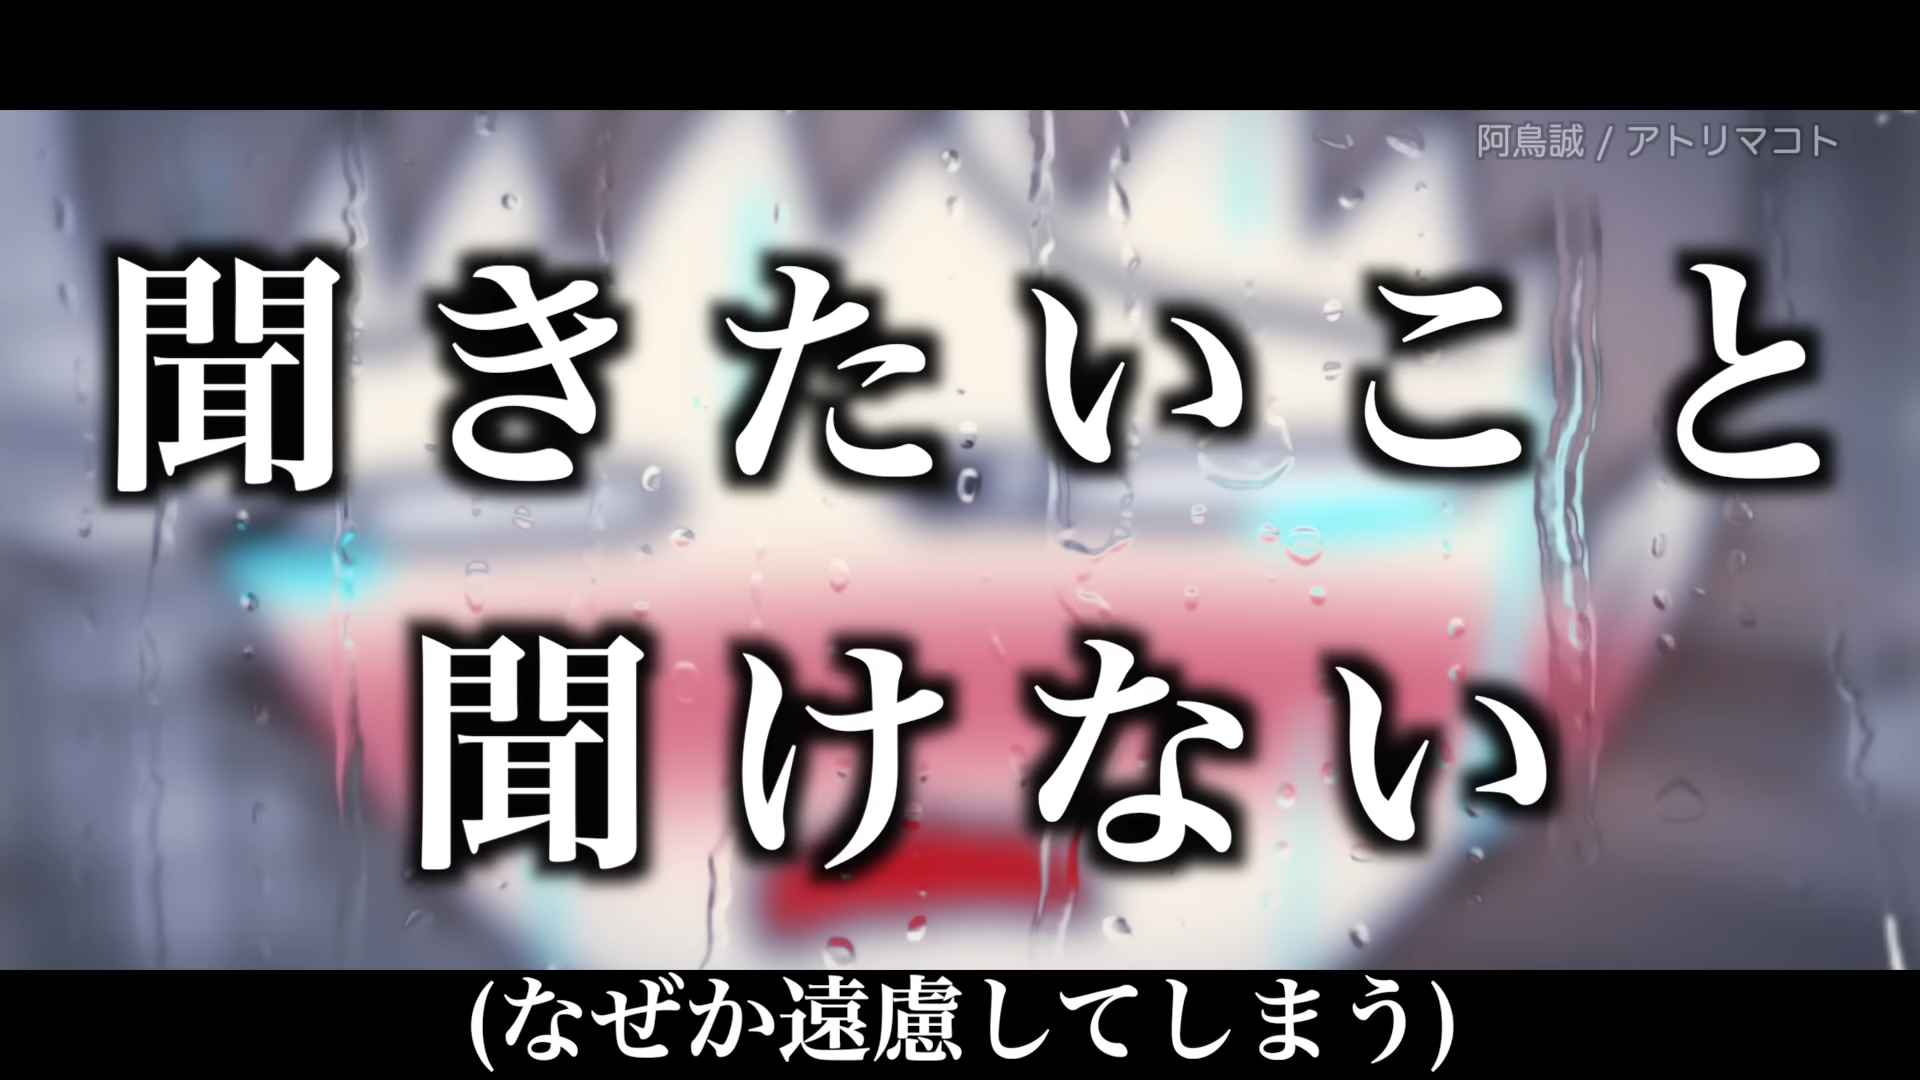 阿鳥誠 / アトリマコト
聞きたいこと
聞けない
(なぜか遠慮してしまう)